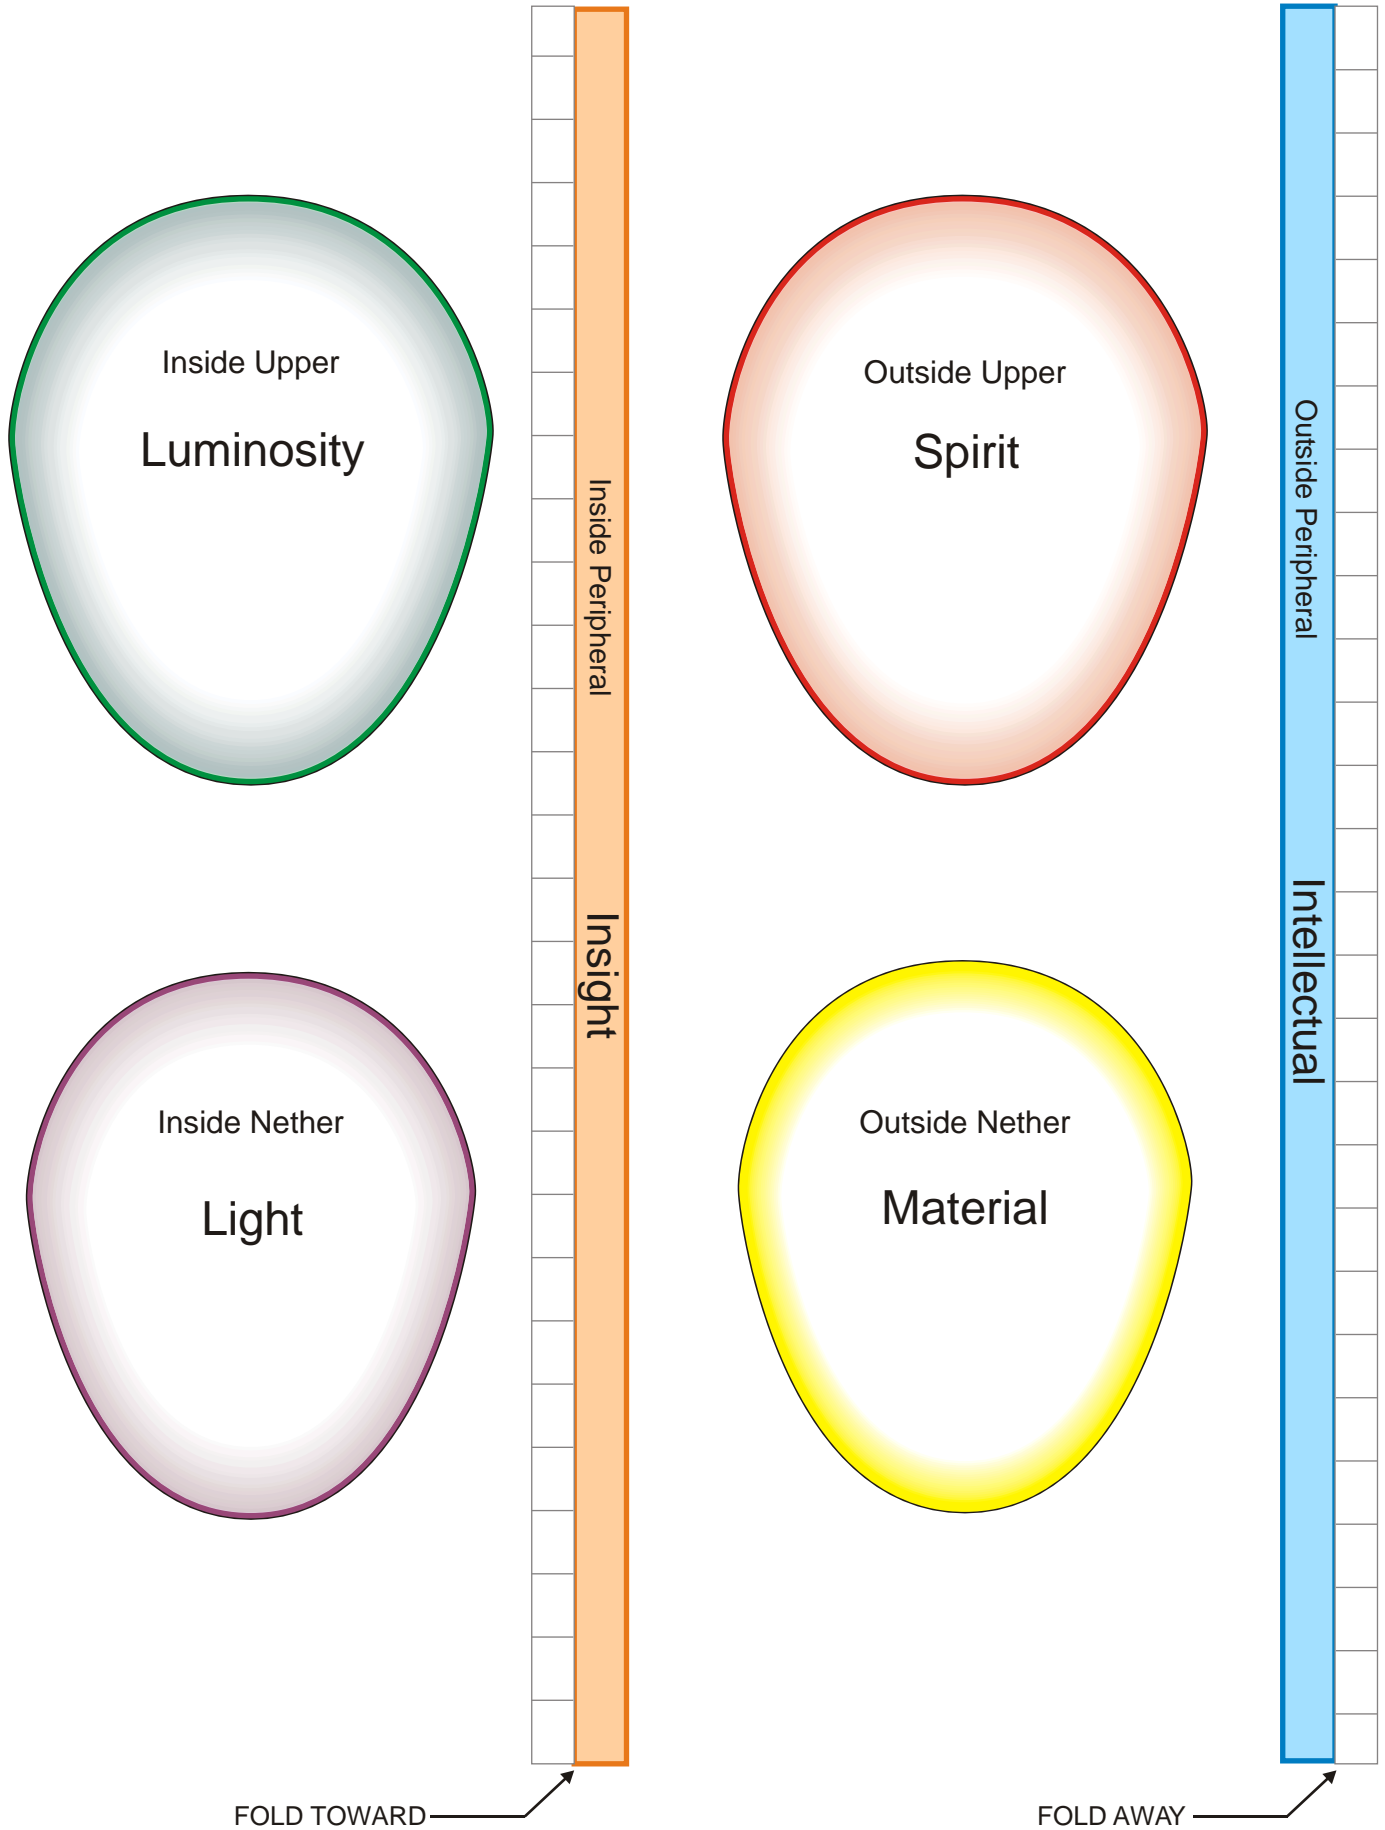 Inside Upper
Luminosity
Inside Peripheral
Insight
Outside Upper
Spirit
Outside Peripheral
Intellectual
Inside Nether
Light
Outside Nether
Material
FOLD TOWARD
FOLD AWAY